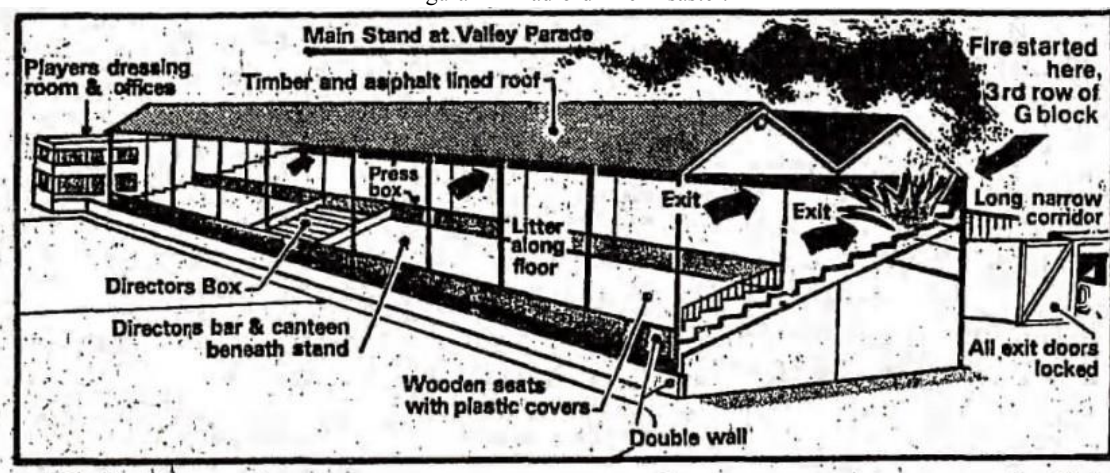 Main Stand at Valley Parade
Players dressing
room & offices
Timber and asphalt lined roof
Fire started
here,
3rd row of
G block
Press
box
Exit
Exit
Long narrow
corridor
Litter
along
floor
Directors Box
Directors bar & canteen
beneath stand
All exit doors
locked
Wooden seats
with plastic covers
Double wall